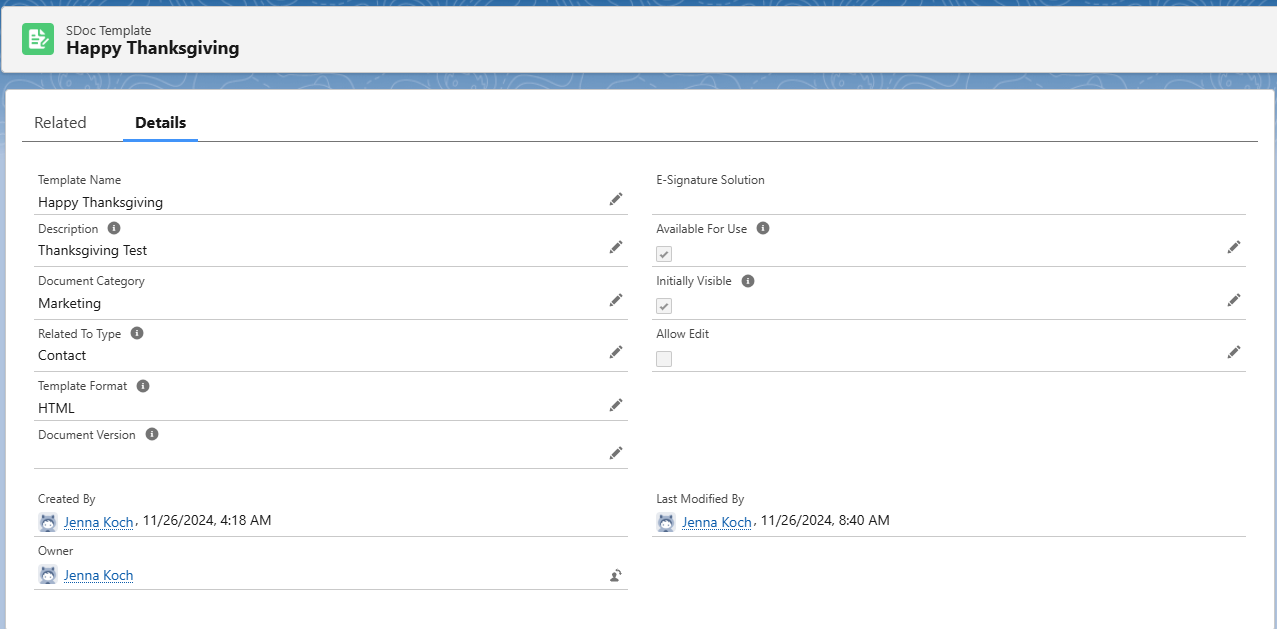 SDoc Template
Happy Thanksgiving
Related
Details
Template Name
Happy Thanksgiving
E-Signature Solution
Description
Thanksgiving Test
Available For Use
Document Category
Marketing
Initially Visible
Related To Type
Contact
Allow Edit
Template Format
HTML
Document Version
Created By
Jenna Koch, 11/26/2024, 4:18 AM
Last Modified By
Jenna Koch, 11/26/2024, 8:40 AM
Owner
Jenna Koch